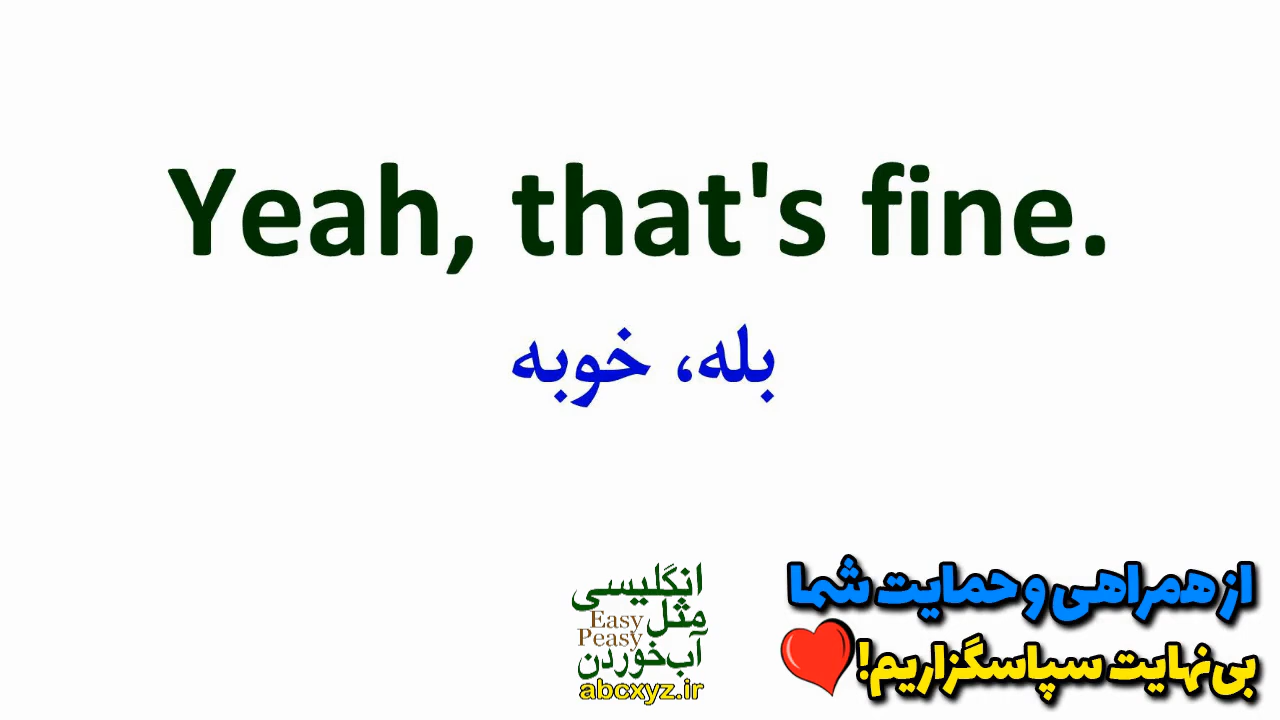 Yeah, that's fine.
بله، خوبه
انگلیسی
مثل
Easy
Peasy
آب‌خوردن
abcxyz.ir
از همراهی و حمایت شما
بی‌نهایت سپاسگزاریم!